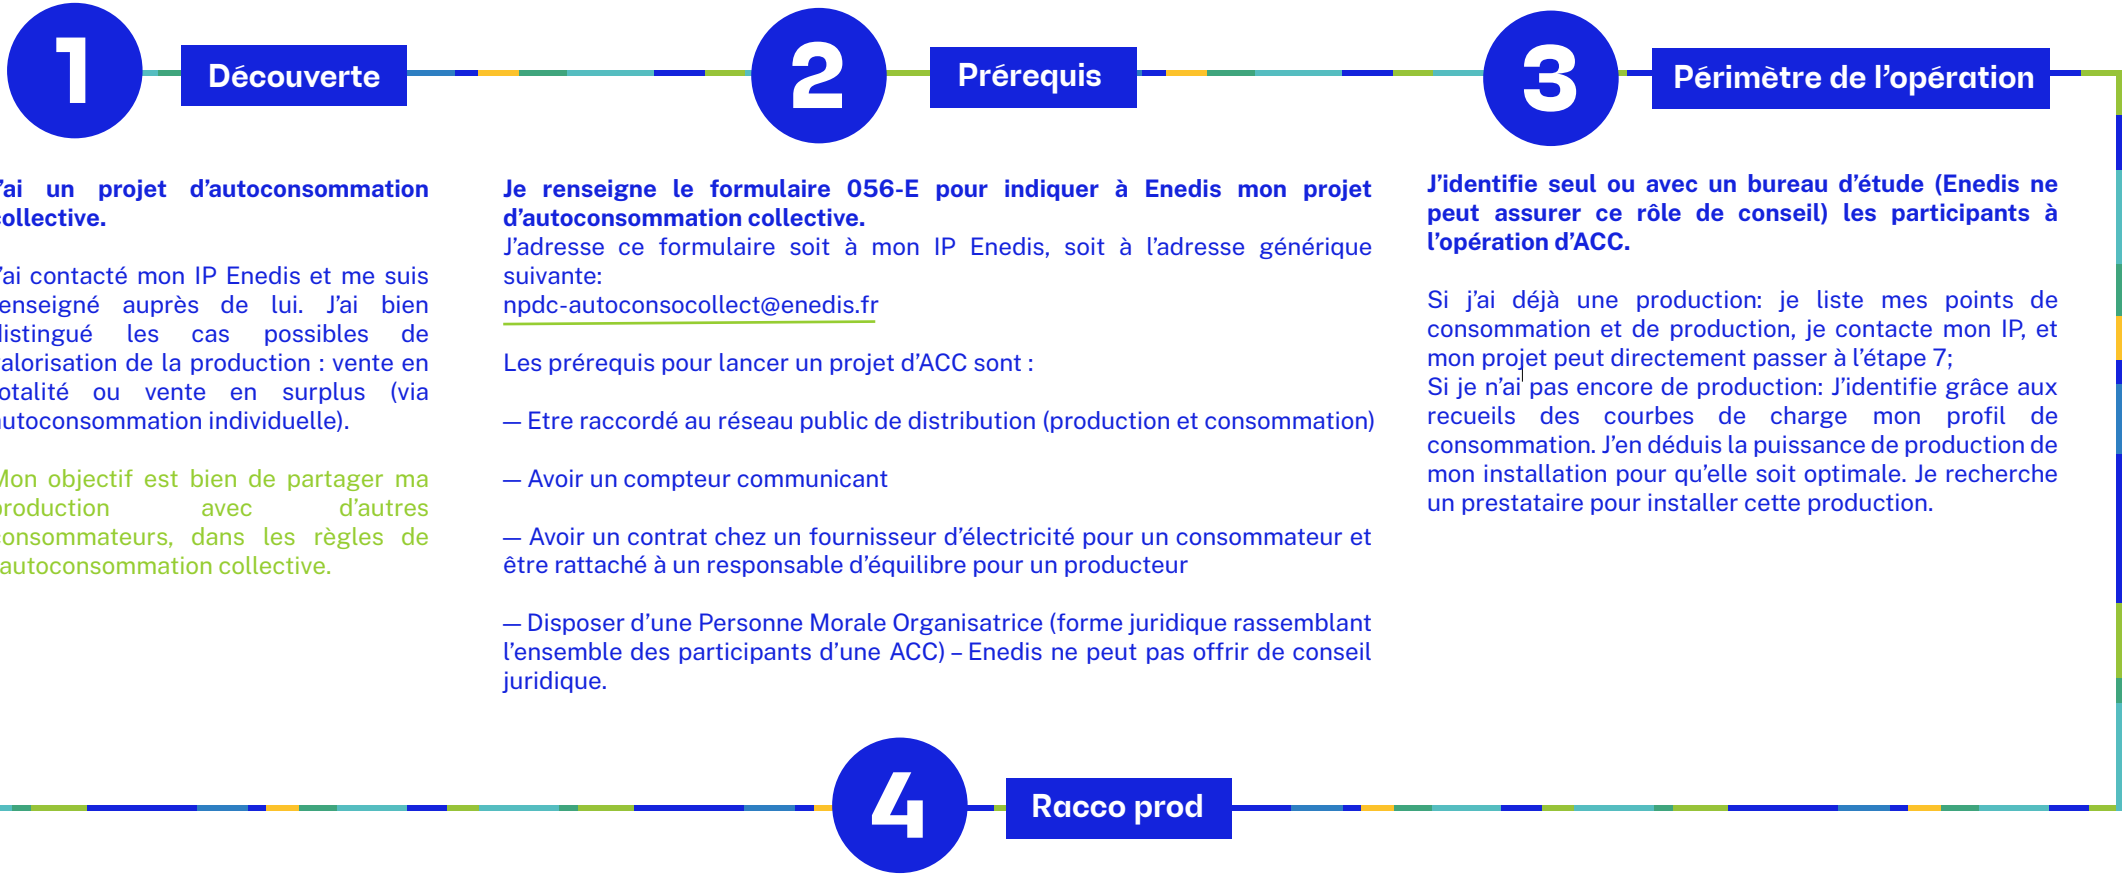 1
Découverte
2
Prérequis
3
Périmètre de l’opération
’ai un projet d’autoconsommation
collective.
’ai contacté mon IP Enedis et me suis
renseigné auprès de lui. J’ai bien
distingué les cas possibles de
valorisation de la production : vente en
totalité ou vente en surplus (via
autoconsommation individuelle).
Mon objectif est bien de partager ma
production avec d’autres
consommateurs, dans les règles de
’autoconsommation collective.
Je renseigne le formulaire 056-E pour indiquer à Enedis mon projet
d’autoconsommation collective.
J’adresse ce formulaire soit à mon IP Enedis, soit à l’adresse générique
suivante:
npdc-autoconsocollect@enedis.fr
Les prérequis pour lancer un projet d’ACC sont :
— Etre raccordé au réseau public de distribution (production et consommation)
— Avoir un compteur communicant
— Avoir un contrat chez un fournisseur d’électricité pour un consommateur et
être rattaché à un responsable d’équilibre pour un producteur
— Disposer d’une Personne Morale Organisatrice (forme juridique rassemblant
l’ensemble des participants d’une ACC) – Enedis ne peut pas offrir de conseil
juridique.
J’identifie seul ou avec un bureau d’étude (Enedis ne
peut assurer ce rôle de conseil) les participants à
l’opération d’ACC.
Si j’ai déjà une production: je liste mes points de
consommation et de production, je contacte mon IP, et
mon projet peut directement passer à l’étape 7;
Si je n’ai pas encore de production: J’identifie grâce aux
recueils des courbes de charge mon profil de
consommation. J’en déduis la puissance de production de
mon installation pour qu’elle soit optimale. Je recherche
un prestataire pour installer cette production.
4
Racco prod